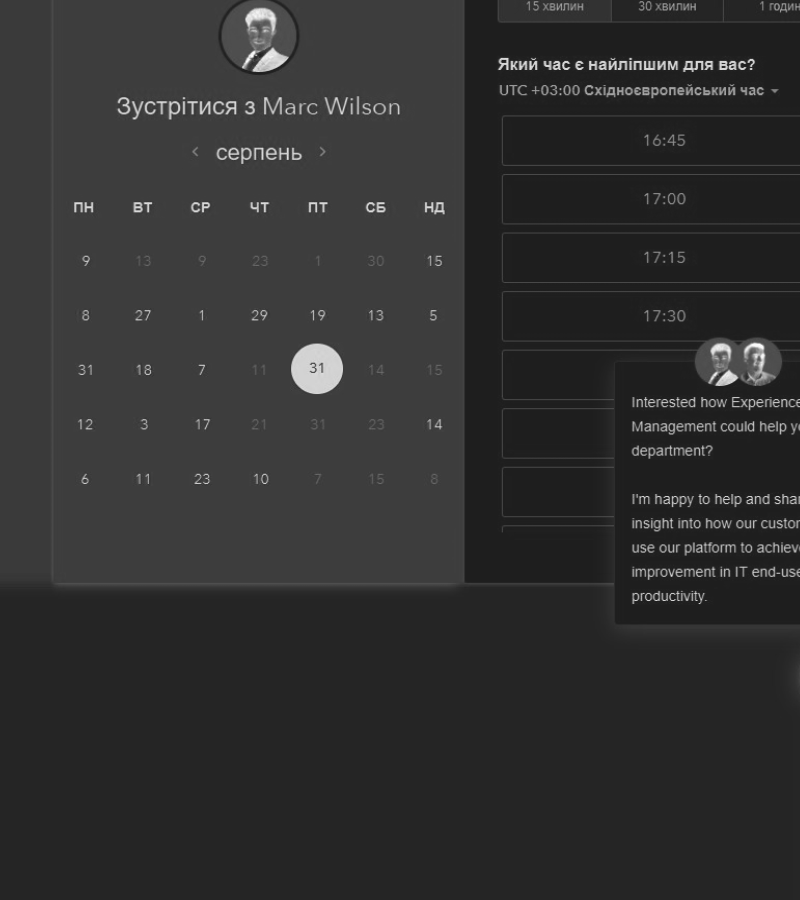 15 хвилин 30 хвилин 1 годин
Який час є найліпшим для вас?
UTC +03:00 Східноєвропейський час
Зустрітися з Marc Wilson
серпень
ПН ВТ СР ЧТ ПТ СБ НД
9 13 9 23 1 30 15
8 27 1 29 19 13 5
31 18 7 11 31 14 15
12 3 17 21 31 23 14
6 11 23 10 7 15 8
16:45
17:00
17:15
17:30
Interested how Experience
Management could help y
department?
I'm happy to help and shar
insight into how our custor
use our platform to achieve
improvement in IT end-use
productivity.